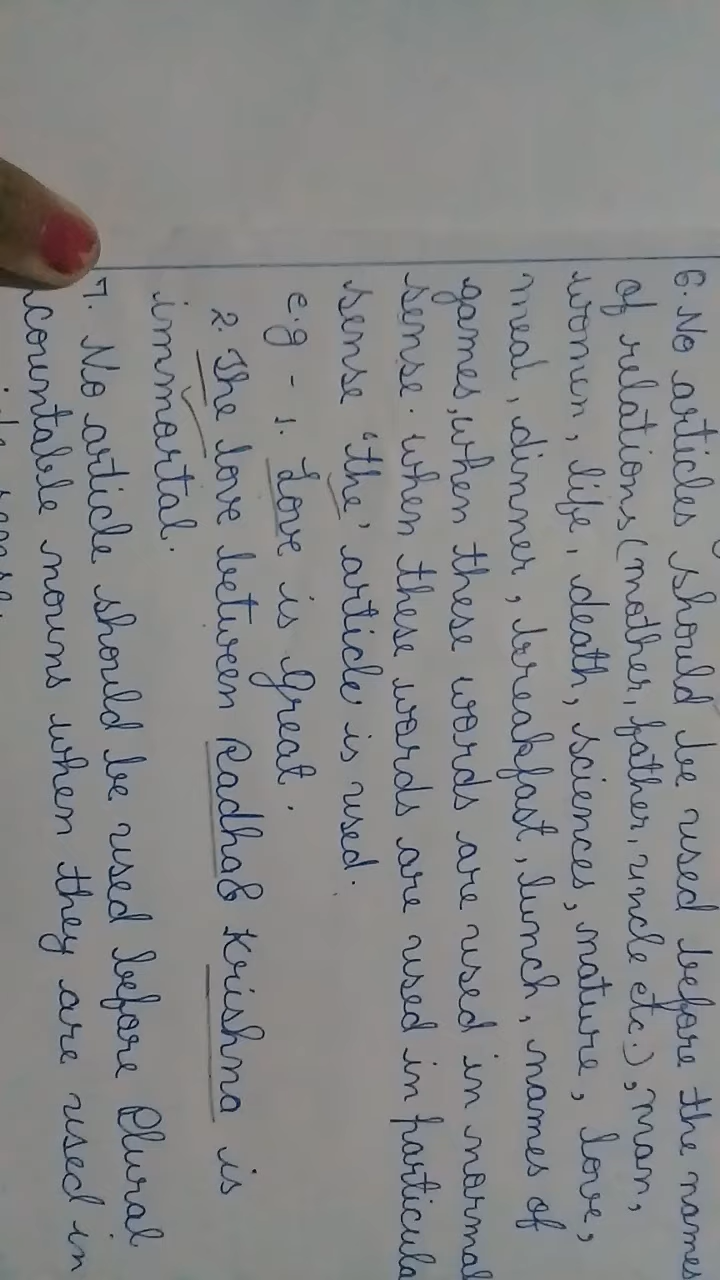 6. No articles should be used before the names
of relations (mother, father, uncle etc.), man,
women, life, death, sciences, nature, love,
meal, dinner, breakfast, lunch, names of
games, when these words are used in normal
sense. when these words are used in particula
sense 'the' article is used.
e.g - 1. Love is Great.
2. The love between Radha & Krishna is
immortal.
7. No article should be used before Plural
countable nouns when they are used in